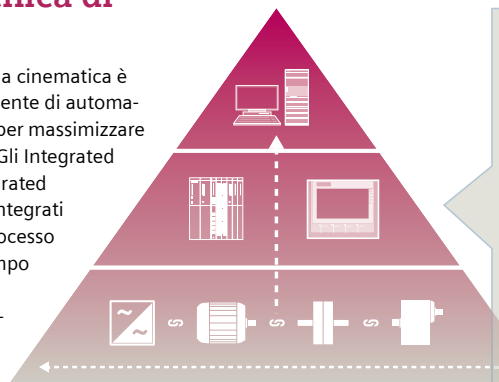 nica di
a cinematica è
ente di automa-
per massimizzare
Gli Integrated
rated
ntegrati
ocesso
mpo
-